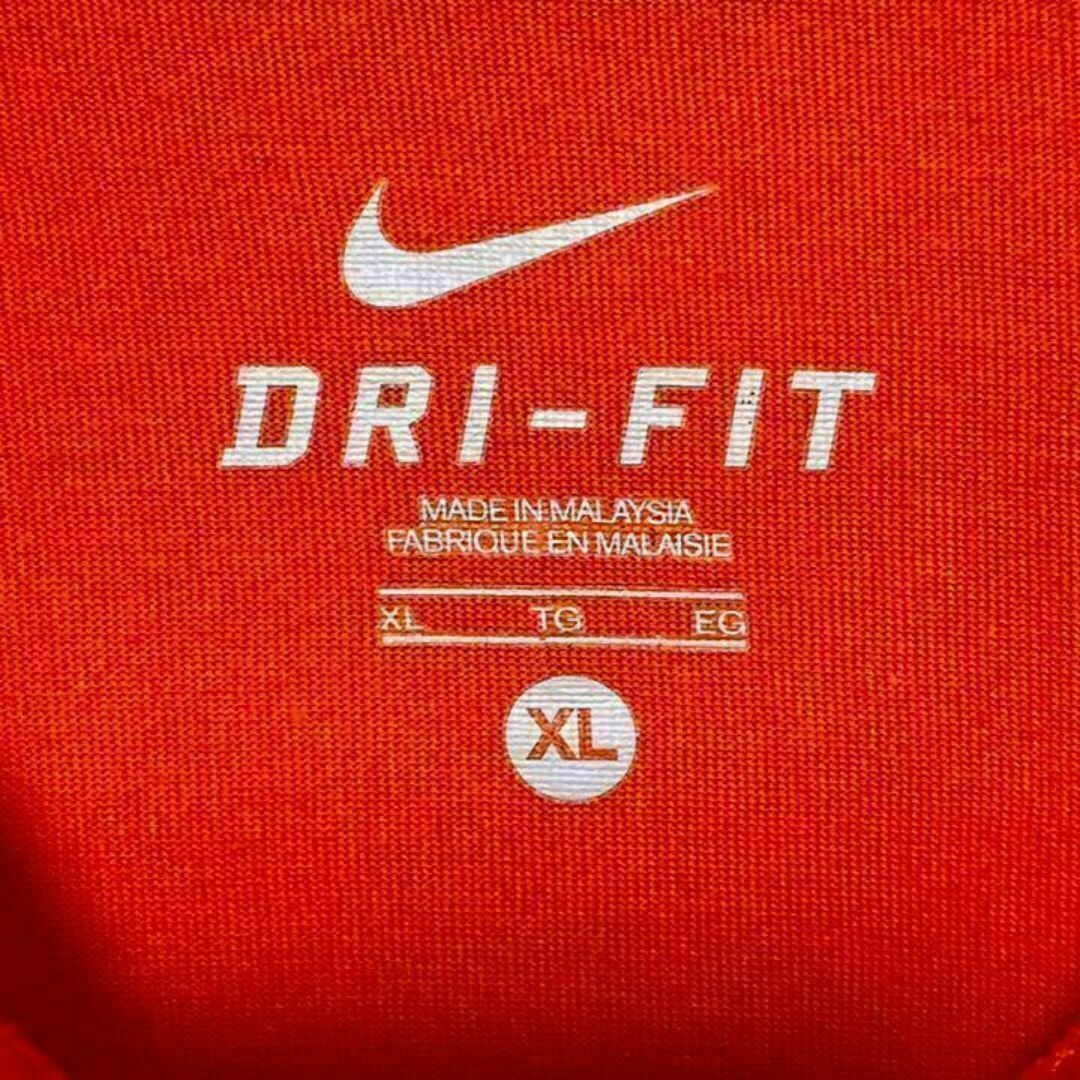 DRI-FIT
MADE IN MALAYSIA
FABRIQUE EN MALAISIE
XL TG EG
XL